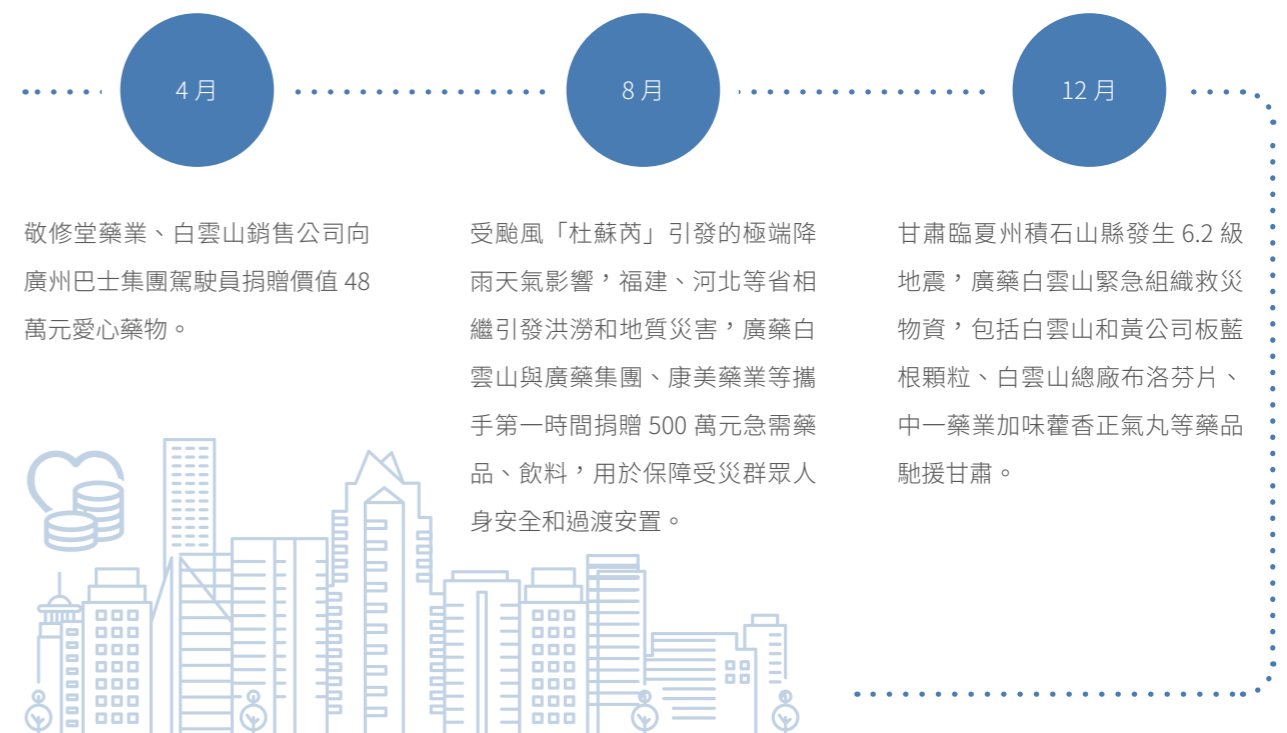 4 月
敬修堂藥業、白雲山銷售公司向
廣州巴士集團駕駛員捐贈價值 48
萬元愛心藥物。
8 月
受颱風「杜蘇芮」引發的極端降
雨天氣影響，福建、河北等省相
繼引發洪澇和地質災害，廣藥白
雲山與廣藥集團、康美藥業等攜
手第一時間捐贈 500 萬元急需藥
品、飲料，用於保障受災群眾人
身安全和過渡安置。
12 月
甘肅臨夏州積石山縣發生 6.2 級
地震，廣藥白雲山緊急組織救災
物資，包括白雲山和黃公司板藍
根顆粒、白雲山總廠布洛芬片、
中一藥業加味藿香正氣丸等藥品
馳援甘肅。